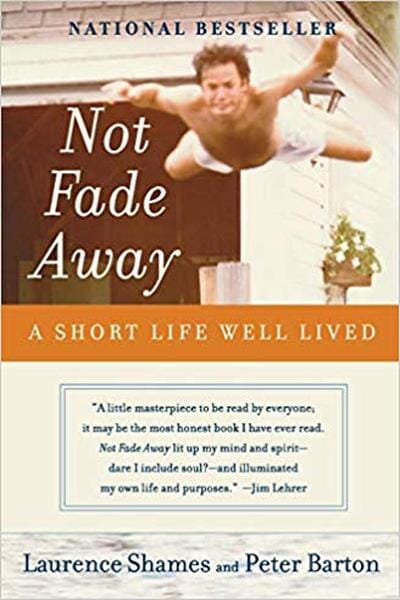 NATIONAL BESTSELLER
Not
Fade
Away
A SHORT LIFE WELL LIVED
“A little masterpiece to be read by everyone;
it may be the most honest book I have ever read.
Not Fade Away lit up my mind and spirit—
dare I include soul?—and illuminated
my own life and purposes.” —Jim Lehrer
Laurence Shames and Peter Barton